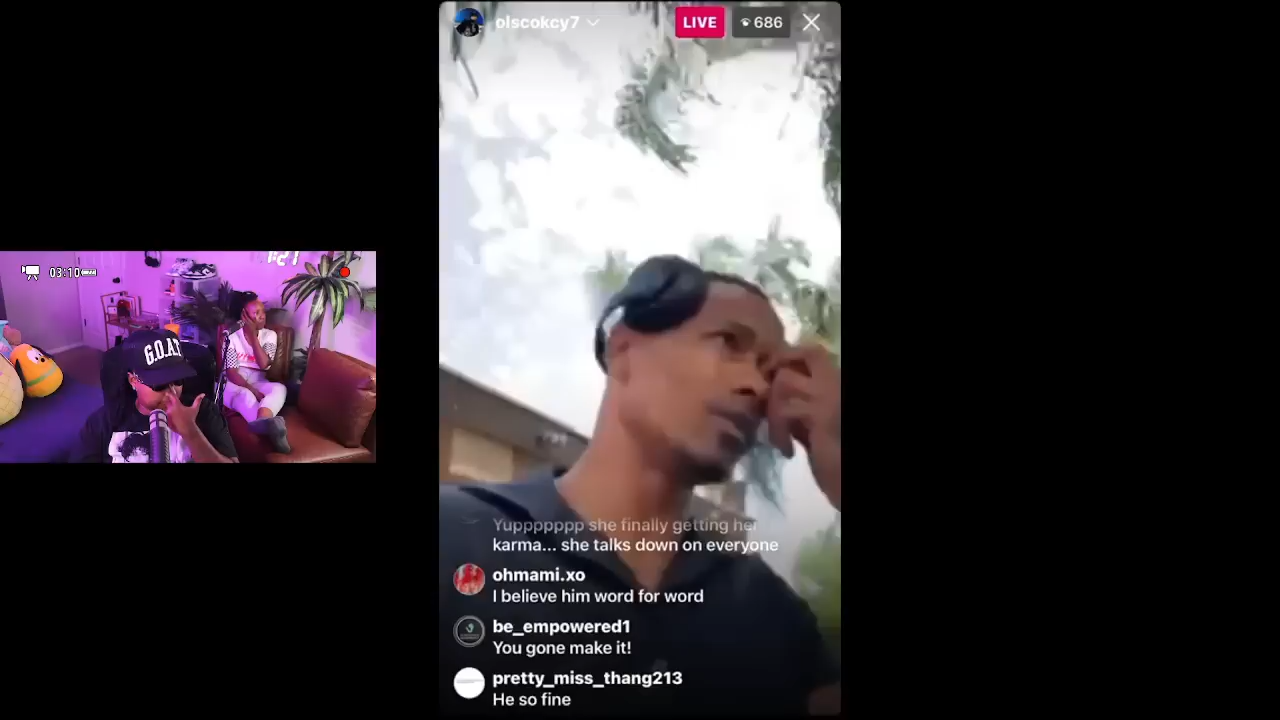 olscokcy7
LIVE
686
03:10
G.O.A.T
Yuppppppp she finally getting her
karma... she talks down on everyone
ohmami.xo
I believe him word for word
be_empowered1
You gone make it!
pretty_miss_thang213
He so fine